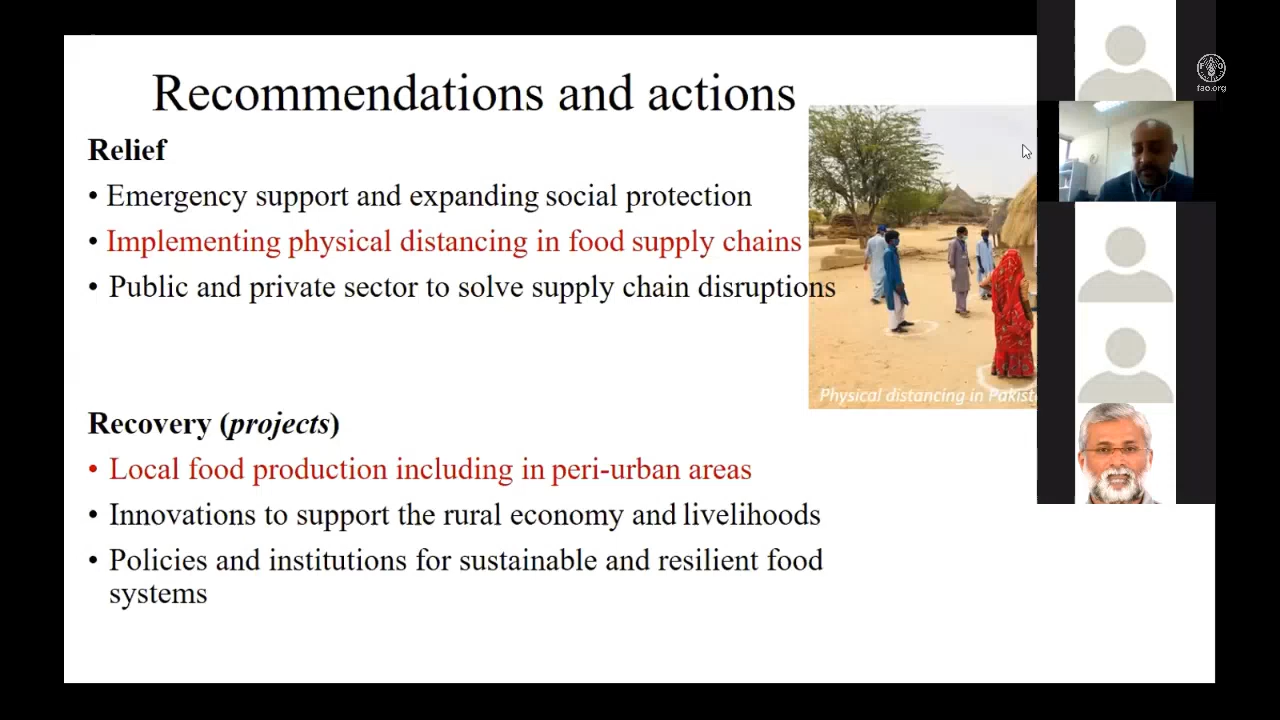 Recommendations and actions
Relief
• Emergency support and expanding social protection
• Implementing physical distancing in food supply chains
• Public and private sector to solve supply chain disruptions
Physical distancing in Pakist
Recovery (projects)
• Local food production including in peri-urban areas
• Innovations to support the rural economy and livelihoods
• Policies and institutions for sustainable and resilient food
systems
fao.org